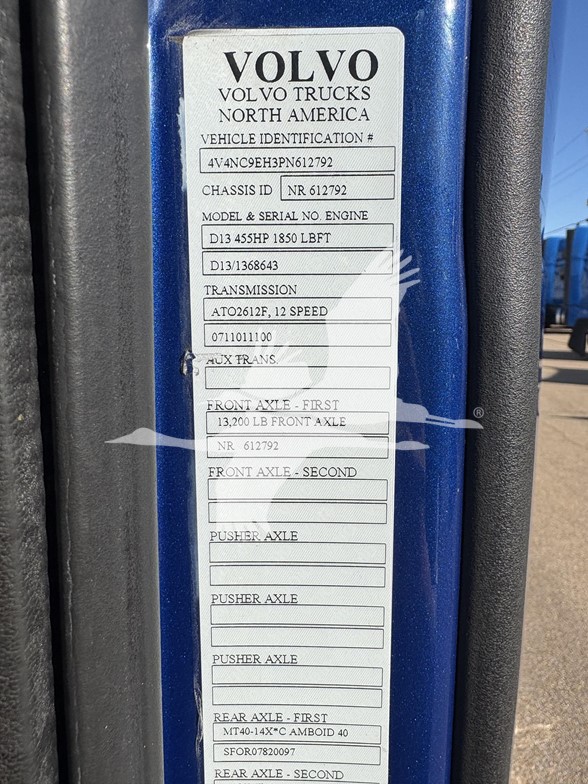 VOLVO
VOLVO TRUCKS
NORTH AMERICA
VEHICLE IDENTIFICATION #
4V4NC9EH3PN612792
CHASSIS ID NR 612792
MODEL & SERIAL NO. ENGINE
D13 455HP 1850 LBFT
D13/1368643
TRANSMISSION
ATO2612F, 12 SPEED
0711011100
AUX TRANS.
FRONT AXLE - FIRST
13,200 LB FRONT AXLE
NR 612792
®
FRONT AXLE - SECOND
PUSHER AXLE
PUSHER AXLE
PUSHER AXLE
REAR AXLE - FIRST
MT40-14X*C AMBOID 40
SFOR07820097
REAR AXLE - SECOND